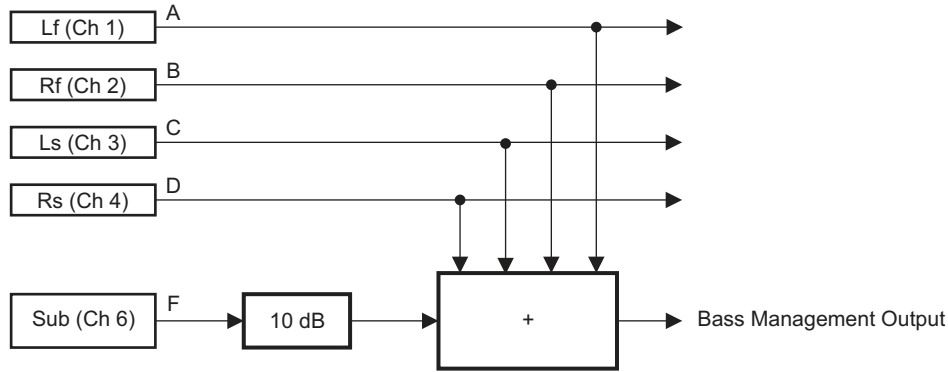 A
Lf (Ch 1)
B
Rf (Ch 2)
C
Ls (Ch 3)
D
Rs (Ch 4)
F
Sub (Ch 6)
10 dB
+
Bass Management Output